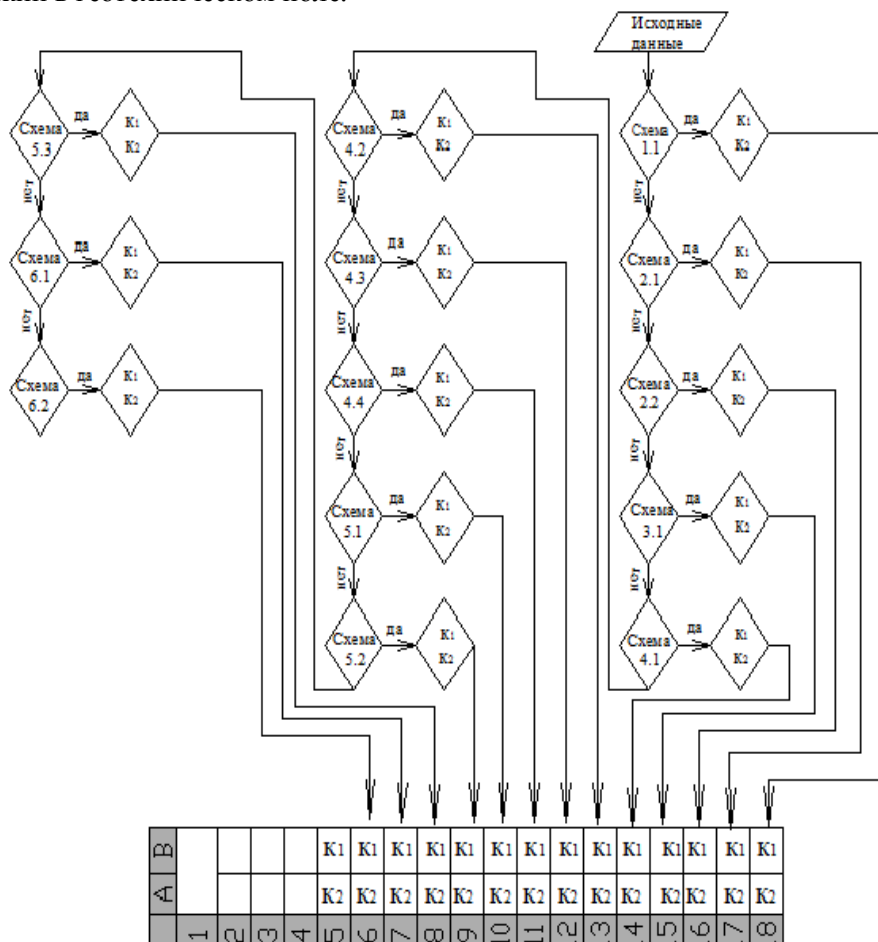 Исходные
данные
Схема
5.3
да
K1
K2
нет
Схема
6.1
да
K1
K2
нет
Схема
6.2
да
K1
K2
Схема
4.2
да
K1
K2
нет
Схема
4.3
да
K1
K2
нет
Схема
4.4
да
K1
K2
нет
Схема
5.1
да
K1
K2
нет
Схема
5.2
да
K1
K2
Схема
1.1
да
K1
K2
нет
Схема
2.1
да
K1
K2
нет
Схема
2.2
да
K1
K2
нет
Схема
3.1
да
K1
K2
нет
Схема
4.1
да
K1
K2
B K1 K1 K1 K1 K1 K1 K1 K1 K1 K1 K1 K1 K1 K1
A K2 K2 K2 K2 K2 K2 K2 K2 K2 K2 K2 K2 K2 K2
1 2 3 4 5 6 7 8 9 10 11 12 13 14 15 16 17 18